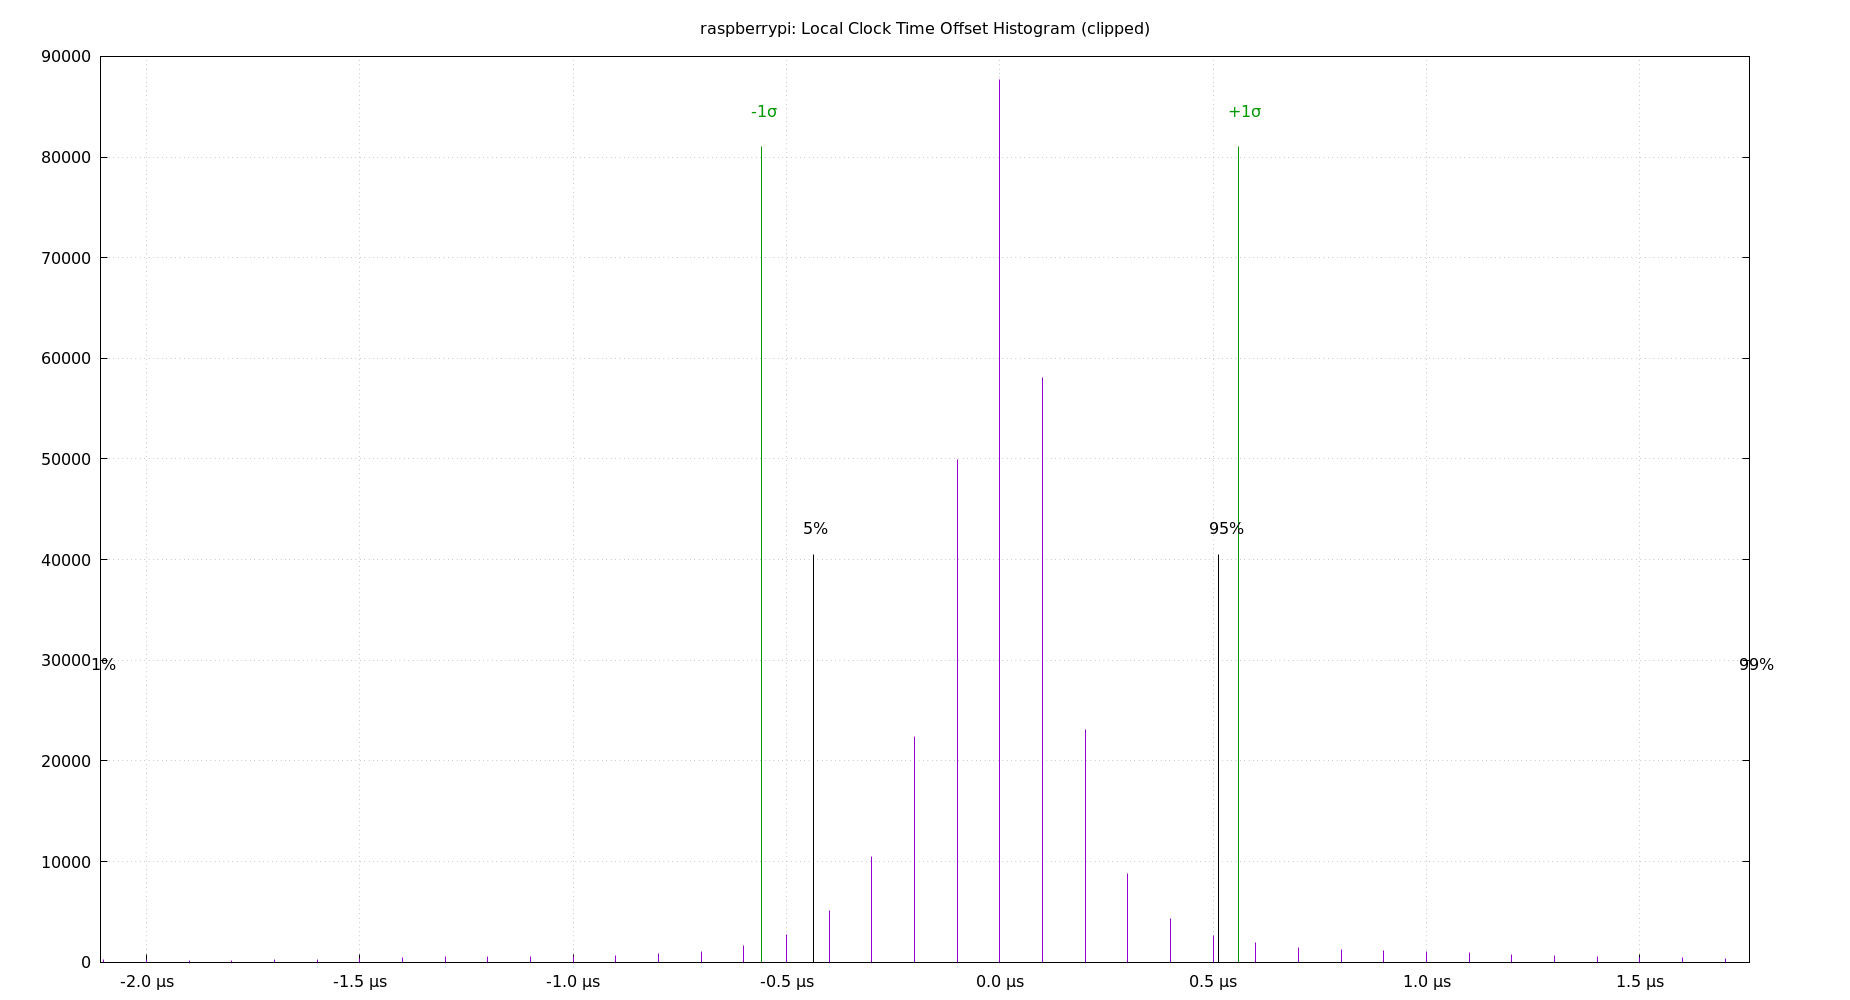 raspberrypi: Local Clock Time Offset Histogram (clipped)
90000
-1σ +1σ
80000
70000
60000
50000
5% 95%
40000
30000 1% 99%
20000
10000
0
-2.0 µs -1.5 µs -1.0 µs -0.5 µs 0.0 µs 0.5 µs 1.0 µs 1.5 µs